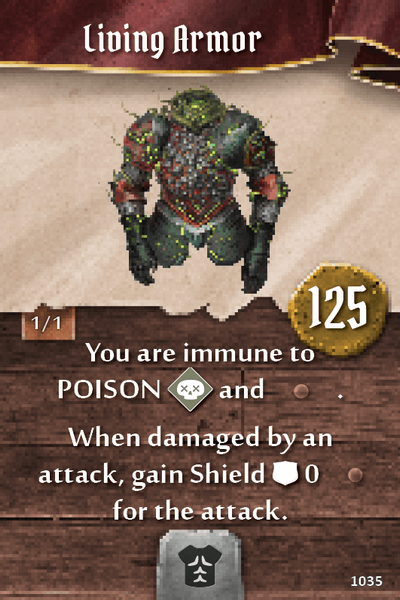 Living Armor
125
1/1
You are immune to
POISON and .
When damaged by an
attack, gain Shield 0
for the attack.
1035